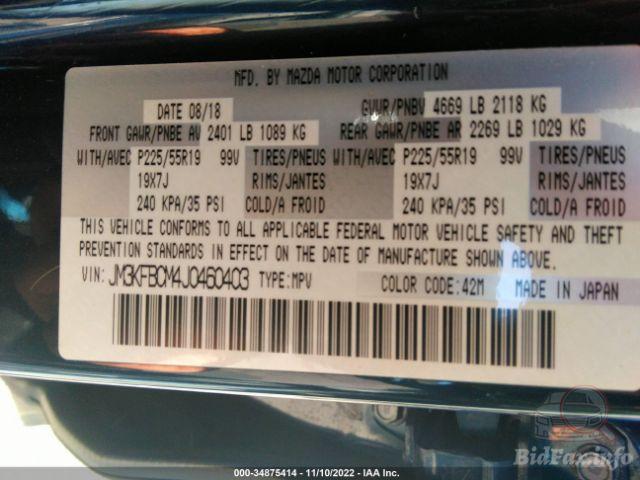 MFD. BY MAZDA MOTOR CORPORATION
DATE 08/18 GVWR/PNBV 4669 LB 2118 KG
FRONT GAWR/PNBE AV 2401 LB 1089 KG REAR GAWR/PNBE AR 2269 LB 1029 KG
WITH/AVEC P225/55R19 99V TIRES/PNEUS WITH/AVEC P225/55R19 99V TIRES/PNEUS
19X7J RIMS/JANTES 19X7J RIMS/JANTES
240 KPA/35 PSI COLD/A FROID 240 KPA/35 PSI COLD/A FROID
THIS VEHICLE CONFORMS TO ALL APPLICABLE FEDERAL MOTOR VEHICLE SAFETY AND THEFT
PREVENTION STANDARDS IN EFFECT ON THE DATE OF MANUFACTURE SHOWN ABOVE.
VIN: JM3KFBCM4J0460403 TYPE:MPV COLOR CODE:42M MADE IN JAPAN
BidFax.info
000-34875414 - 11/10/2022 - IAA Inc.